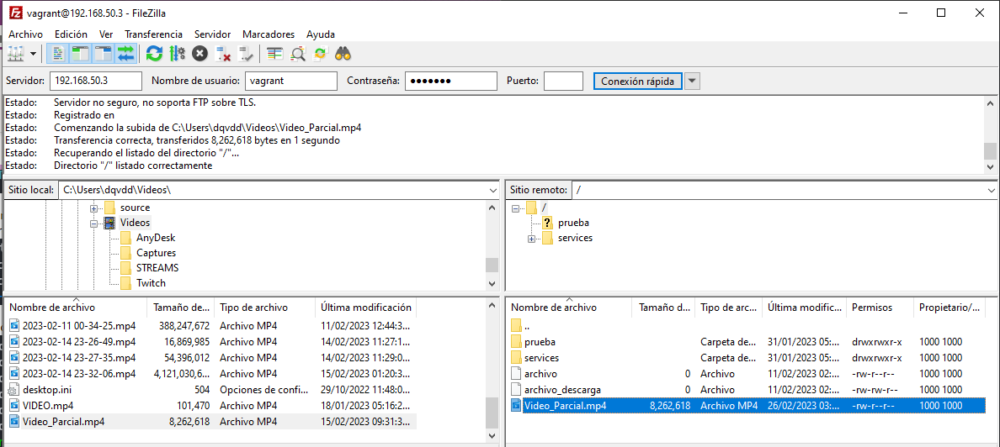 vagrant@192.168.50.3 - FileZilla
Archivo Edición Ver Transferencia Servidor Marcadores Ayuda
Servidor: 192.168.50.3 Nombre de usuario: vagrant Contraseña: ●●●●●●● Puerto: Conexión rápida
Estado: Servidor no seguro, no soporta FTP sobre TLS.
Estado: Registrado en
Estado: Comenzando la subida de C:\Users\dqvdd\Videos\Video_Parcial.mp4
Estado: Transferencia correcta, transferidos 8,262,618 bytes en 1 segundo
Estado: Recuperando el listado del directorio "/"...
Estado: Directorio "/" listado correctamente
Sitio local: C:\Users\dqvdd\Videos\
source
Videos
AnyDesk
Captures
STREAMS
Twitch
Nombre de archivo Tamaño de... Tipo de archivo Última modificación
2023-02-11 00-34-25.mp4 388,247,672 Archivo MP4 11/02/2023 12:44:3...
2023-02-14 23-26-49.mp4 16,869,985 Archivo MP4 14/02/2023 11:27:1...
2023-02-14 23-27-35.mp4 54,396,012 Archivo MP4 14/02/2023 11:29:0...
2023-02-14 23-32-06.mp4 4,121,030,6... Archivo MP4 15/02/2023 01:20:3...
desktop.ini 504 Opciones de confi... 29/10/2022 11:48:0...
VIDEO.mp4 101,470 Archivo MP4 18/01/2023 05:16:2...
Video_Parcial.mp4 8,262,618 Archivo MP4 15/02/2023 09:31:3...
Sitio remoto: /
/
prueba
services
Nombre de archivo Tamaño d... Tipo de arc... Última modific... Permisos Propietario/...
..
prueba Carpeta de... 31/01/2023 05:... drwxrwxr-x 1000 1000
services Carpeta de... 31/01/2023 05:... drwxrwxr-x 1000 1000
archivo 0 Archivo 11/02/2023 02:... -rw-r--r-- 1000 1000
archivo_descarga 0 Archivo 11/02/2023 02:... -rw-r--r-- 1000 1000
Video_Parcial.mp4 8,262,618 Archivo MP4 26/02/2023 03:... -rw-r--r-- 1000 1000